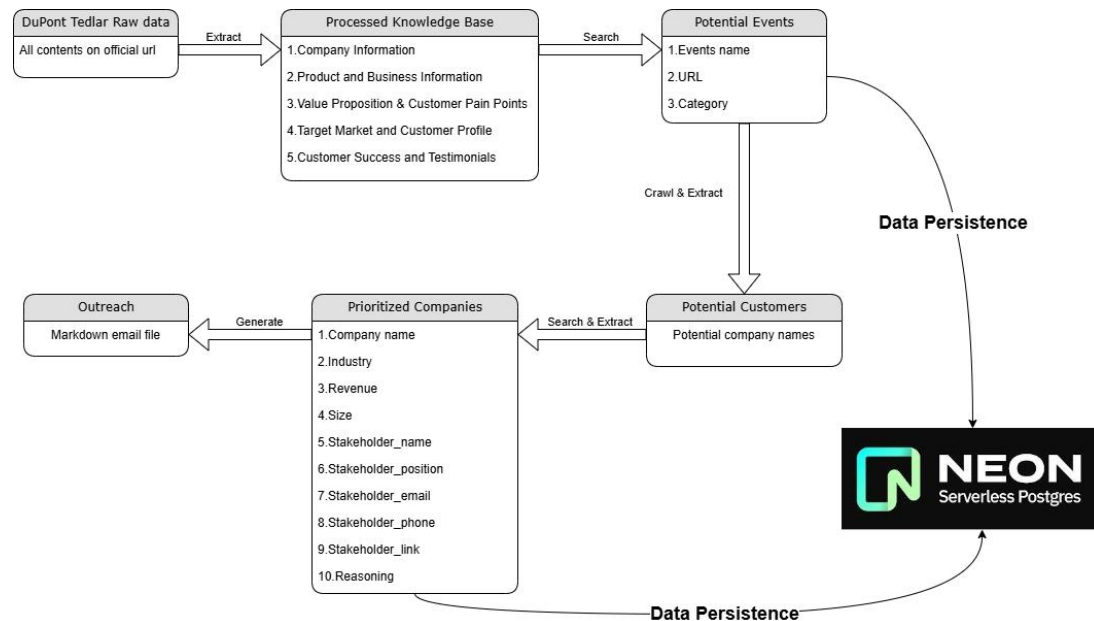 DuPont Tedlar Raw data
All contents on official url
Extract
Processed Knowledge Base
1.Company Information
2.Product and Business Information
3.Value Proposition & Customer Pain Points
4.Target Market and Customer Profile
5.Customer Success and Testimonials
Search
Potential Events
1.Events name
2.URL
3.Category
Crawl & Extract
Data Persistence
Potential Customers
Potential company names
Search & Extract
Prioritized Companies
1.Company name
2.Industry
3.Revenue
4.Size
5.Stakeholder_name
6.Stakeholder_position
7.Stakeholder_email
8.Stakeholder_phone
9.Stakeholder_link
10.Reasoning
Generate
Outreach
Markdown email file
Data Persistence
NEON
Serverless Postgres